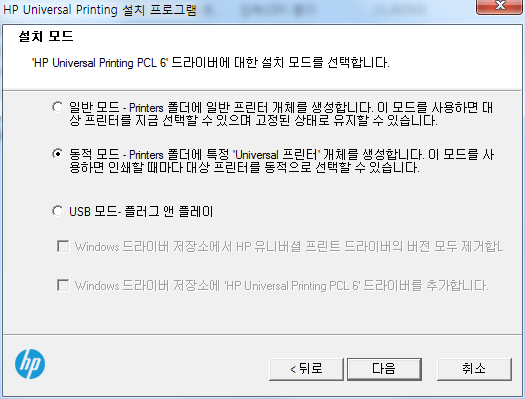 HP Universal Printing 설치 프로그램
설치 모드
'HP Universal Printing PCL 6' 드라이버에 대한 설치 모드를 선택합니다.
일반 모드 - Printers 폴더에 일반 프린터 개체를 생성합니다. 이 모드를 사용하면 대
상 프린터를 지금 선택할 수 있으며 고정된 상태로 유지할 수 있습니다.
동적 모드 - Printers 폴더에 특정 'Universal 프린터' 개체를 생성합니다. 이 모드를 사
용하면 인쇄할 때마다 대상 프린터를 동적으로 선택할 수 있습니다.
USB 모드- 플러그 앤 플레이
Windows 드라이버 저장소에서 HP 유니버셜 프린트 드라이버의 버전 모두 제거합L
Windows 드라이버 저장소에 'HP Universal Printing PCL 6' 드라이버를 추가합니다.
hp
< 뒤로
다음
취소